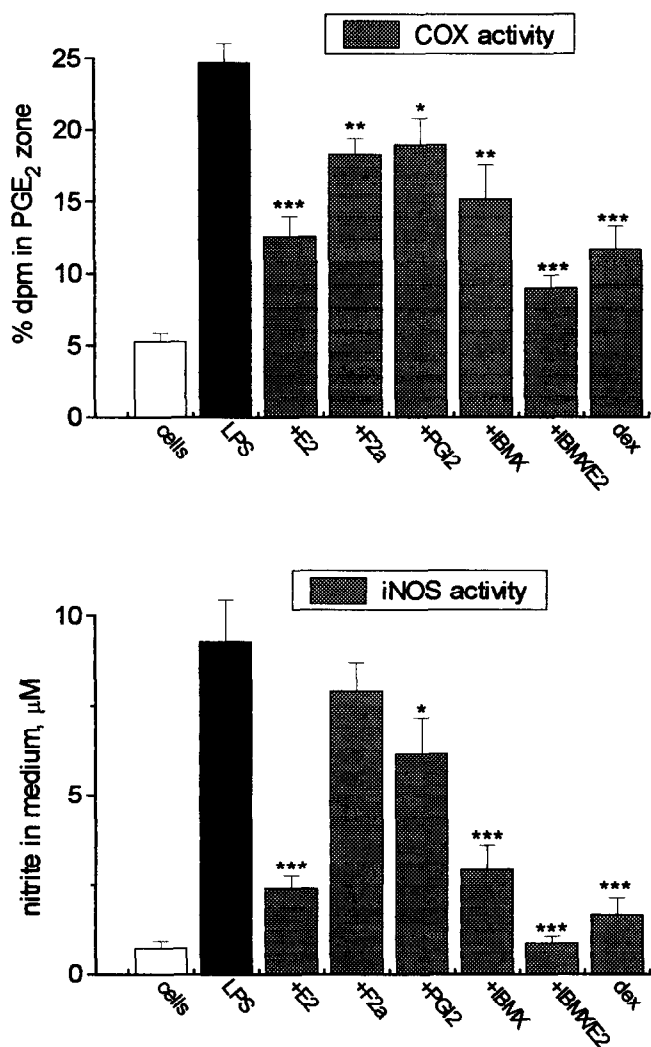 COX activity
% dpm in PGE2 zone
25
20
15
10
5
0
***
**
*
**
***
***
cells
LPS
+E2
+F2a
+PGI2
+IBMX
+IBMX/E2
dex
iNOS activity
nitrite in medium, µM
10
5
0
***
*
***
***
***
cells
LPS
+E2
+F2a
+PGI2
+IBMX
+IBMX/E2
dex